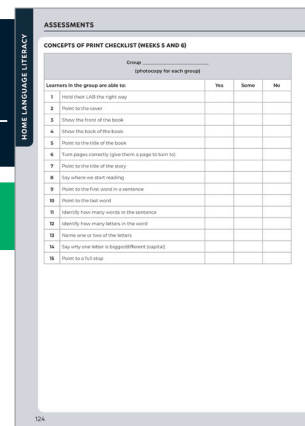 ASSESSMENTS
HOME LANGUAGE LITERACY
CONCEPTS OF PRINT CHECKLIST (WEEKS 5 AND 6)
Group ____________________
(photocopy for each group)
Learners in the group are able to: Yes Some No
1 Hold their LAB the right way
2 Point to the cover
3 Show the front of the book
4 Show the back of the book
5 Point to the title of the book
6 Turn pages correctly (give them a page to turn to)
7 Point to the title of the story
8 Say where we start reading
9 Point to the first word in a sentence
10 Point to the last word
11 Identify how many words in the sentence
12 Identify how many letters in the word
13 Name one or two of the letters
14 Say why one letter is bigger/different (capital)
15 Point to a full stop
124